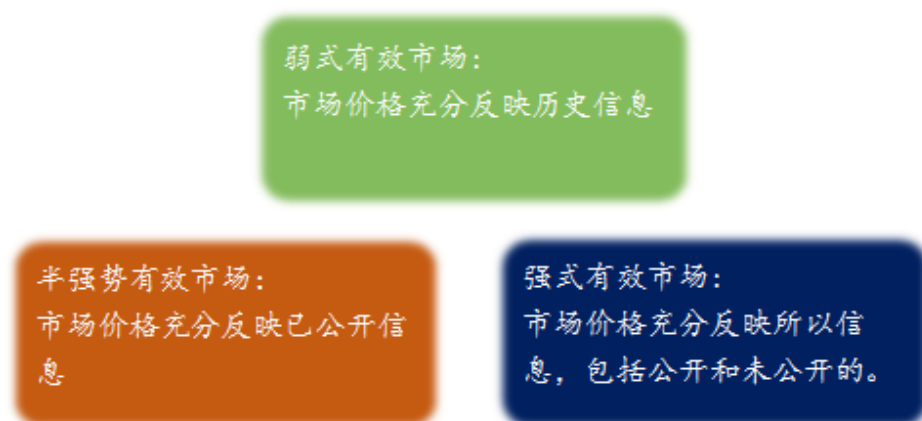 弱式有效市场：
市场价格充分反映历史信息
半强势有效市场：
市场价格充分反映已公开信
息
强式有效市场：
市场价格充分反映所以信
息，包括公开和未公开的。